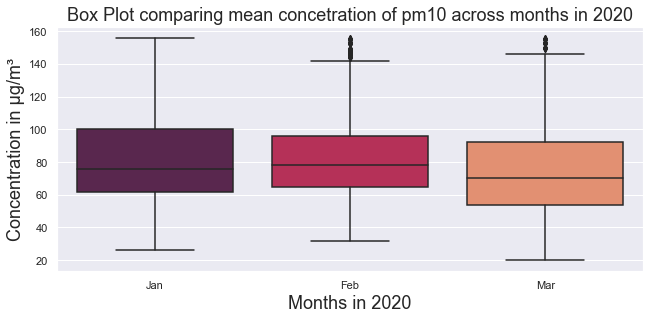 Box Plot comparing mean concetration of pm10 across months in 2020
Concentration in µg/m³
160
140
120
100
80
60
40
20
Jan Feb Mar
Months in 2020